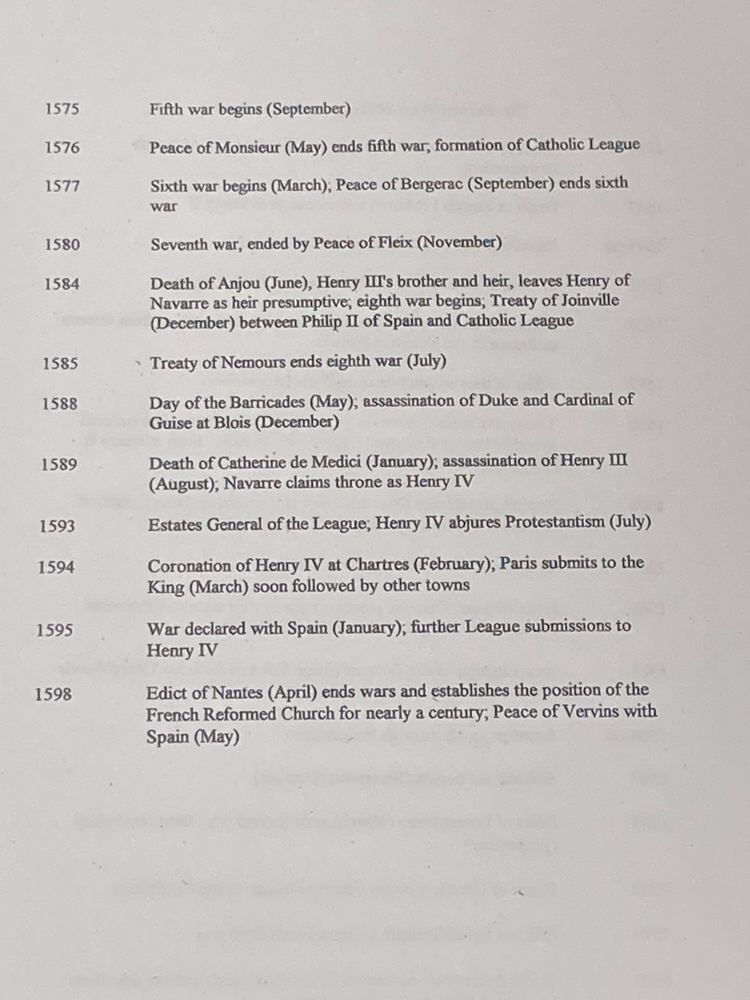 1575 Fifth war begins (September)
1576 Peace of Monsieur (May) ends fifth war; formation of Catholic League
1577 Sixth war begins (March); Peace of Bergerac (September) ends sixth
war
1580 Seventh war, ended by Peace of Fleix (November)
1584 Death of Anjou (June), Henry III's brother and heir, leaves Henry of
Navarre as heir presumptive; eighth war begins; Treaty of Joinville
(December) between Philip II of Spain and Catholic League
1585 Treaty of Nemours ends eighth war (July)
1588 Day of the Barricades (May); assassination of Duke and Cardinal of
Guise at Blois (December)
1589 Death of Catherine de Medici (January); assassination of Henry III
(August); Navarre claims throne as Henry IV
1593 Estates General of the League; Henry IV abjures Protestantism (July)
1594 Coronation of Henry IV at Chartres (February); Paris submits to the
King (March) soon followed by other towns
1595 War declared with Spain (January); further League submissions to
Henry IV
1598 Edict of Nantes (April) ends wars and establishes the position of the
French Reformed Church for nearly a century; Peace of Vervins with
Spain (May)